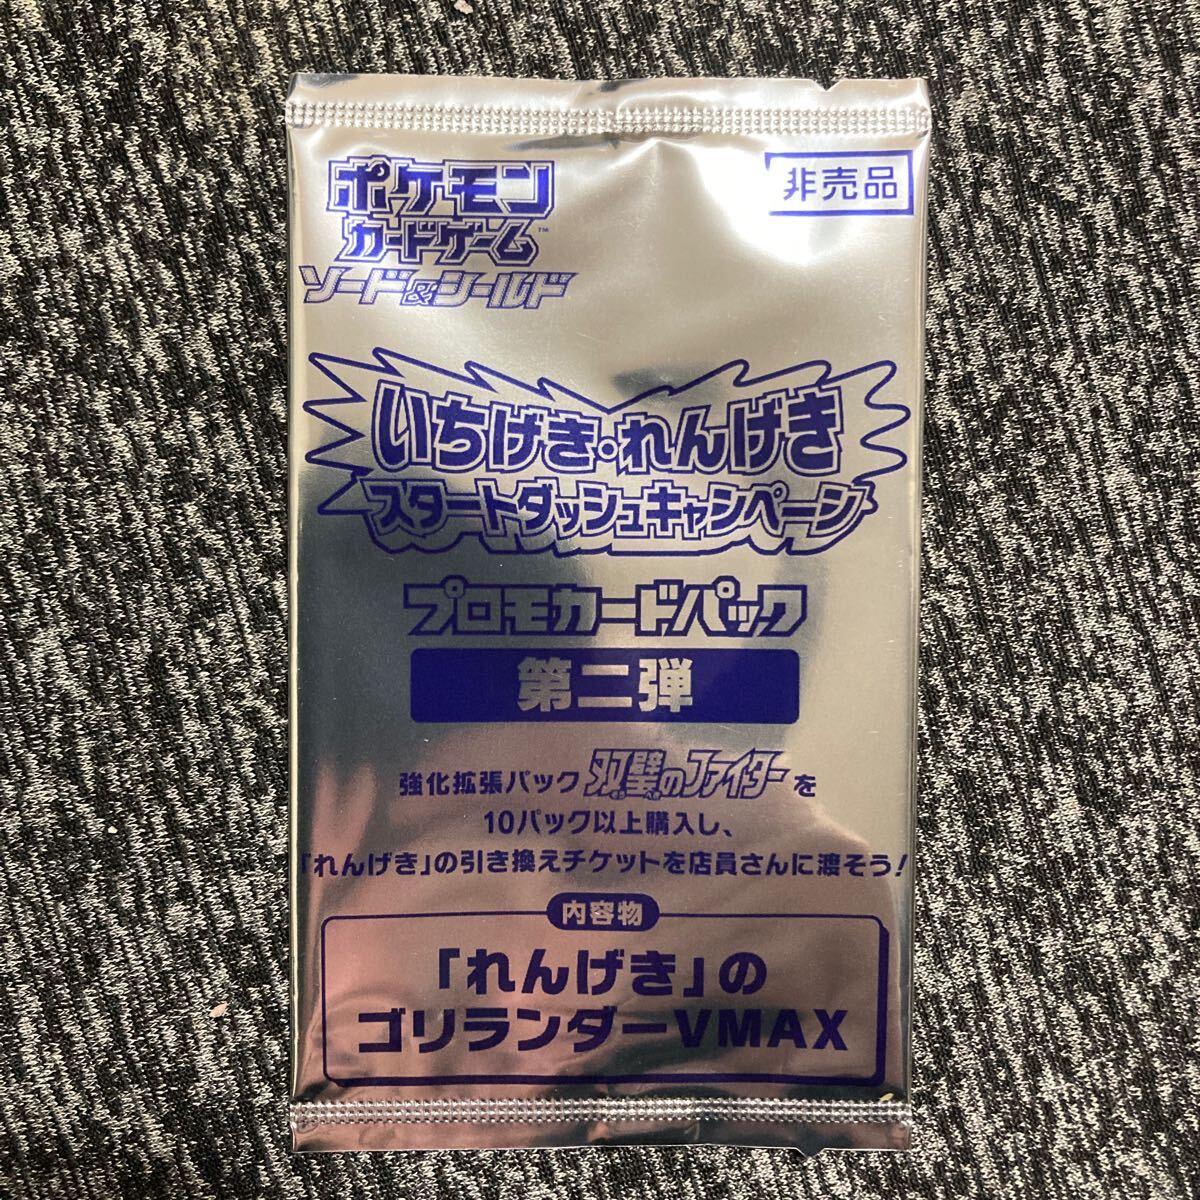 ポケモン
カードゲーム™
ソード&シールド
非売品
いちげき・れんげき
スタートダッシュキャンペーン
プロモカードパック
第二弾
強化拡張パック 双璧のファイターを
10パック以上購入し、
「れんげき」の引き換えチケットを店員さんに渡そう!
内容物
「れんげき」の
ゴリランダーVMAX